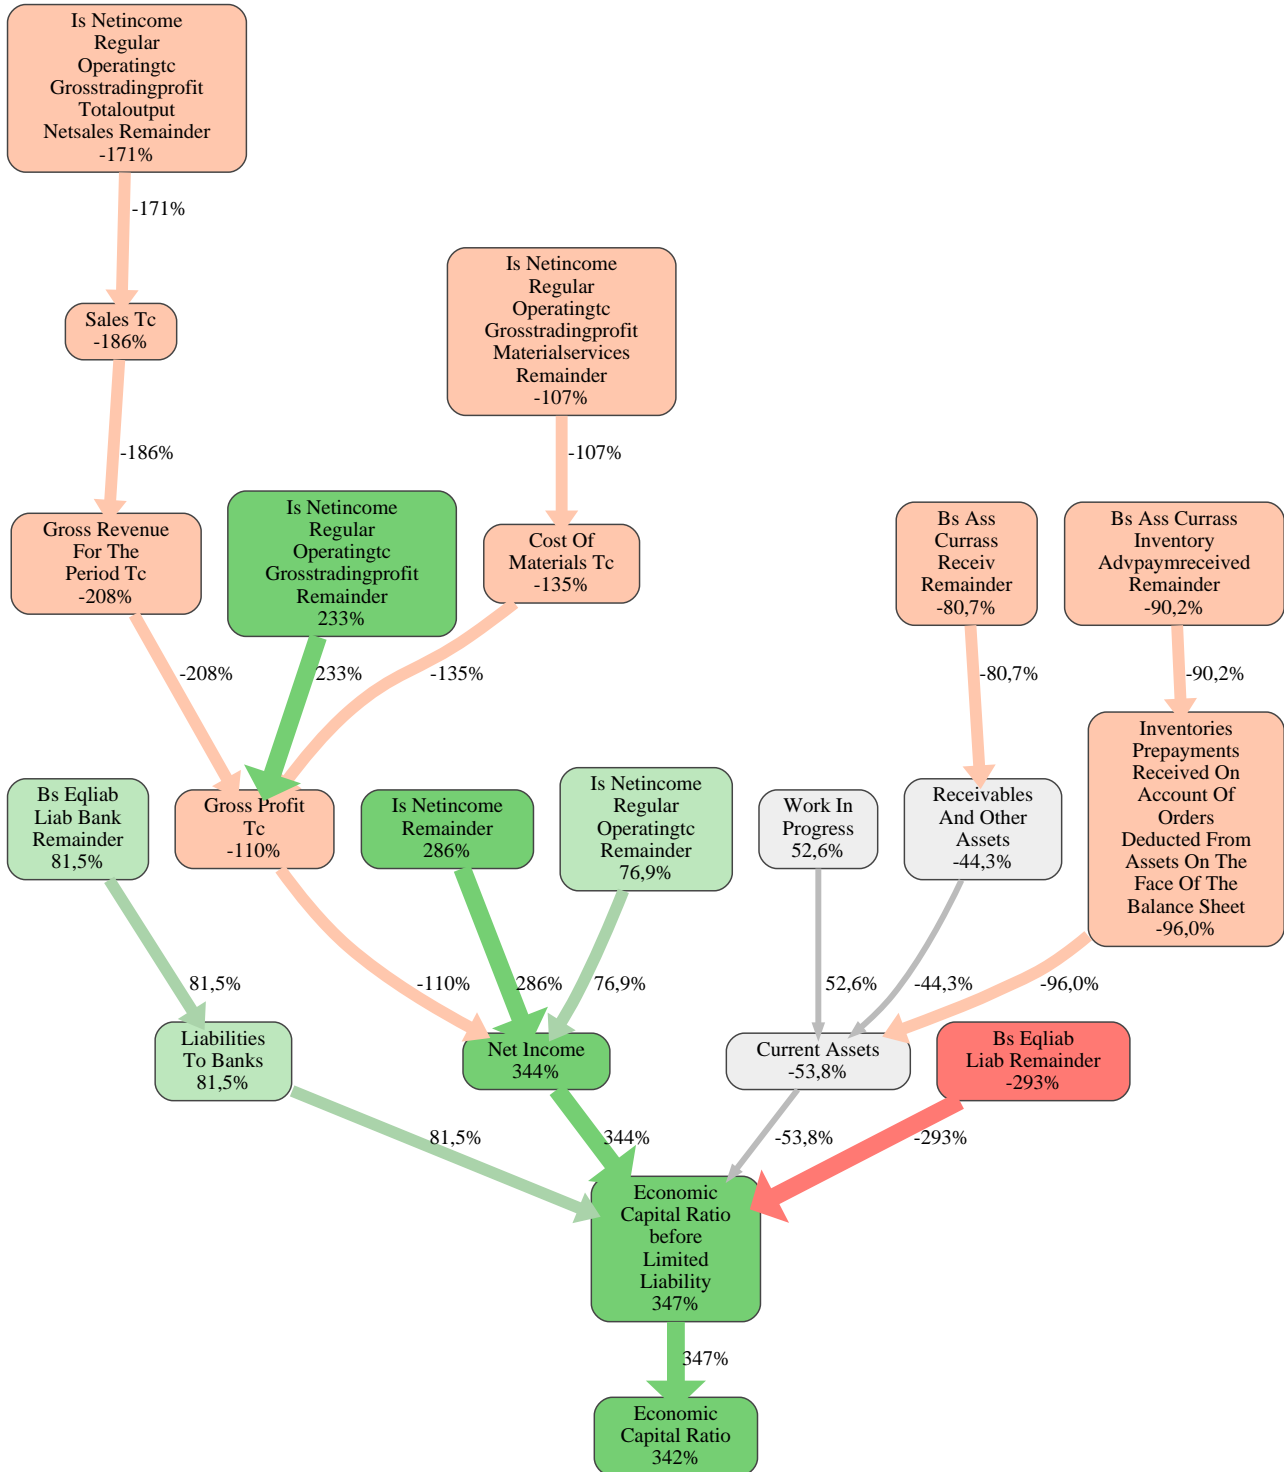 Is Netincome
Regular
Operatingtc
Grosstradingprofit
Totaloutput
Netsales Remainder
-171%
-171%
Sales Tc
-186%
Is Netincome
Regular
Operatingtc
Grosstradingprofit
Materialservices
Remainder
-107%
-186%
-107%
Gross Revenue
For The
Period Tc
-208%
Is Netincome
Regular
Operatingtc
Grosstradingprofit
Remainder
233%
Cost Of
Materials Tc
-135%
Bs Ass
Currass
Receiv
Remainder
-80,7%
Bs Ass Currass
Inventory
Advpaymreceived
Remainder
-90,2%
-208%
233%
-135%
-80,7%
-90,2%
Bs Eqliab
Liab Bank
Remainder
81,5%
Gross Profit
Tc
-110%
Is Netincome
Remainder
286%
Is Netincome
Regular
Operatingtc
Remainder
76,9%
Work In
Progress
52,6%
Receivables
And Other
Assets
-44,3%
Inventories
Prepayments
Received On
Account Of
Orders
Deducted From
Assets On The
Face Of The
Balance Sheet
-96,0%
81,5%
-110%
286%
76,9%
52,6%
-44,3%
-96,0%
Liabilities
To Banks
81,5%
Net Income
344%
Current Assets
-53,8%
Bs Eqliab
Liab Remainder
-293%
81,5%
344%
-53,8%
-293%
Economic
Capital Ratio
before
Limited
Liability
347%
347%
Economic
Capital Ratio
342%